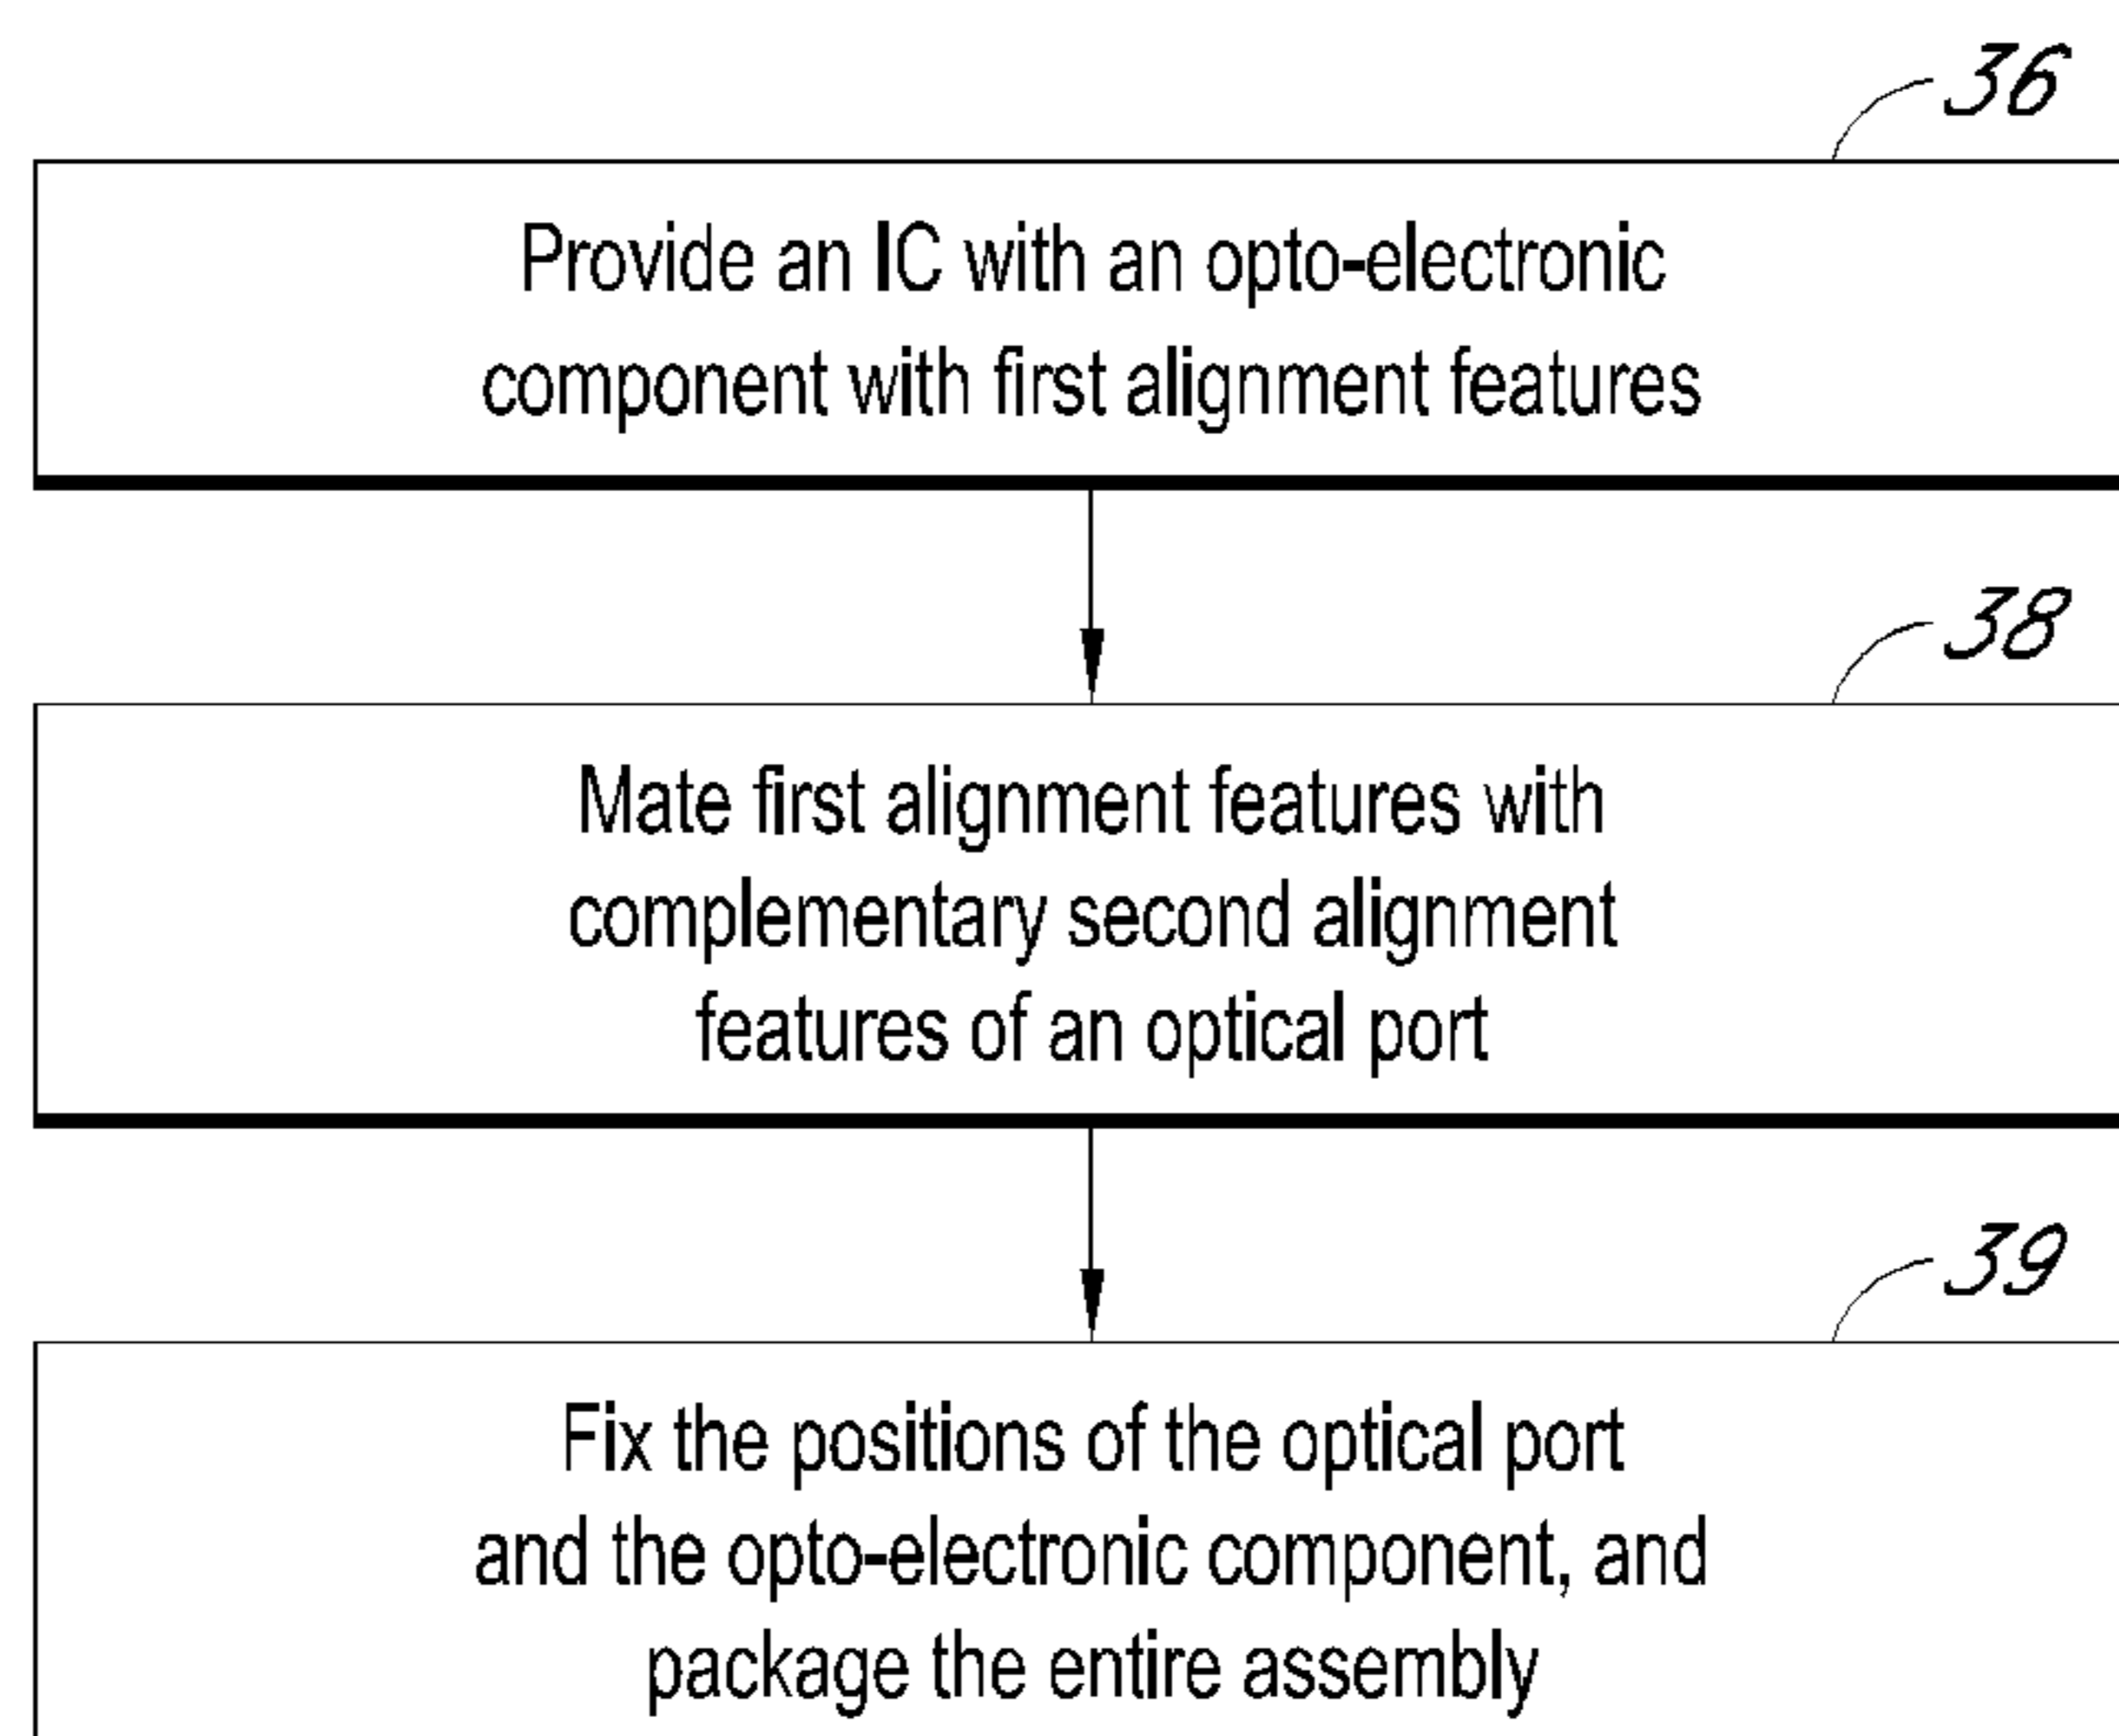 36
Provide an IC with an opto-electronic
component with first alignment features
38
Mate first alignment features with
complementary second alignment
features of an optical port
39
Fix the positions of the optical port
and the opto-electronic component, and
package the entire assembly